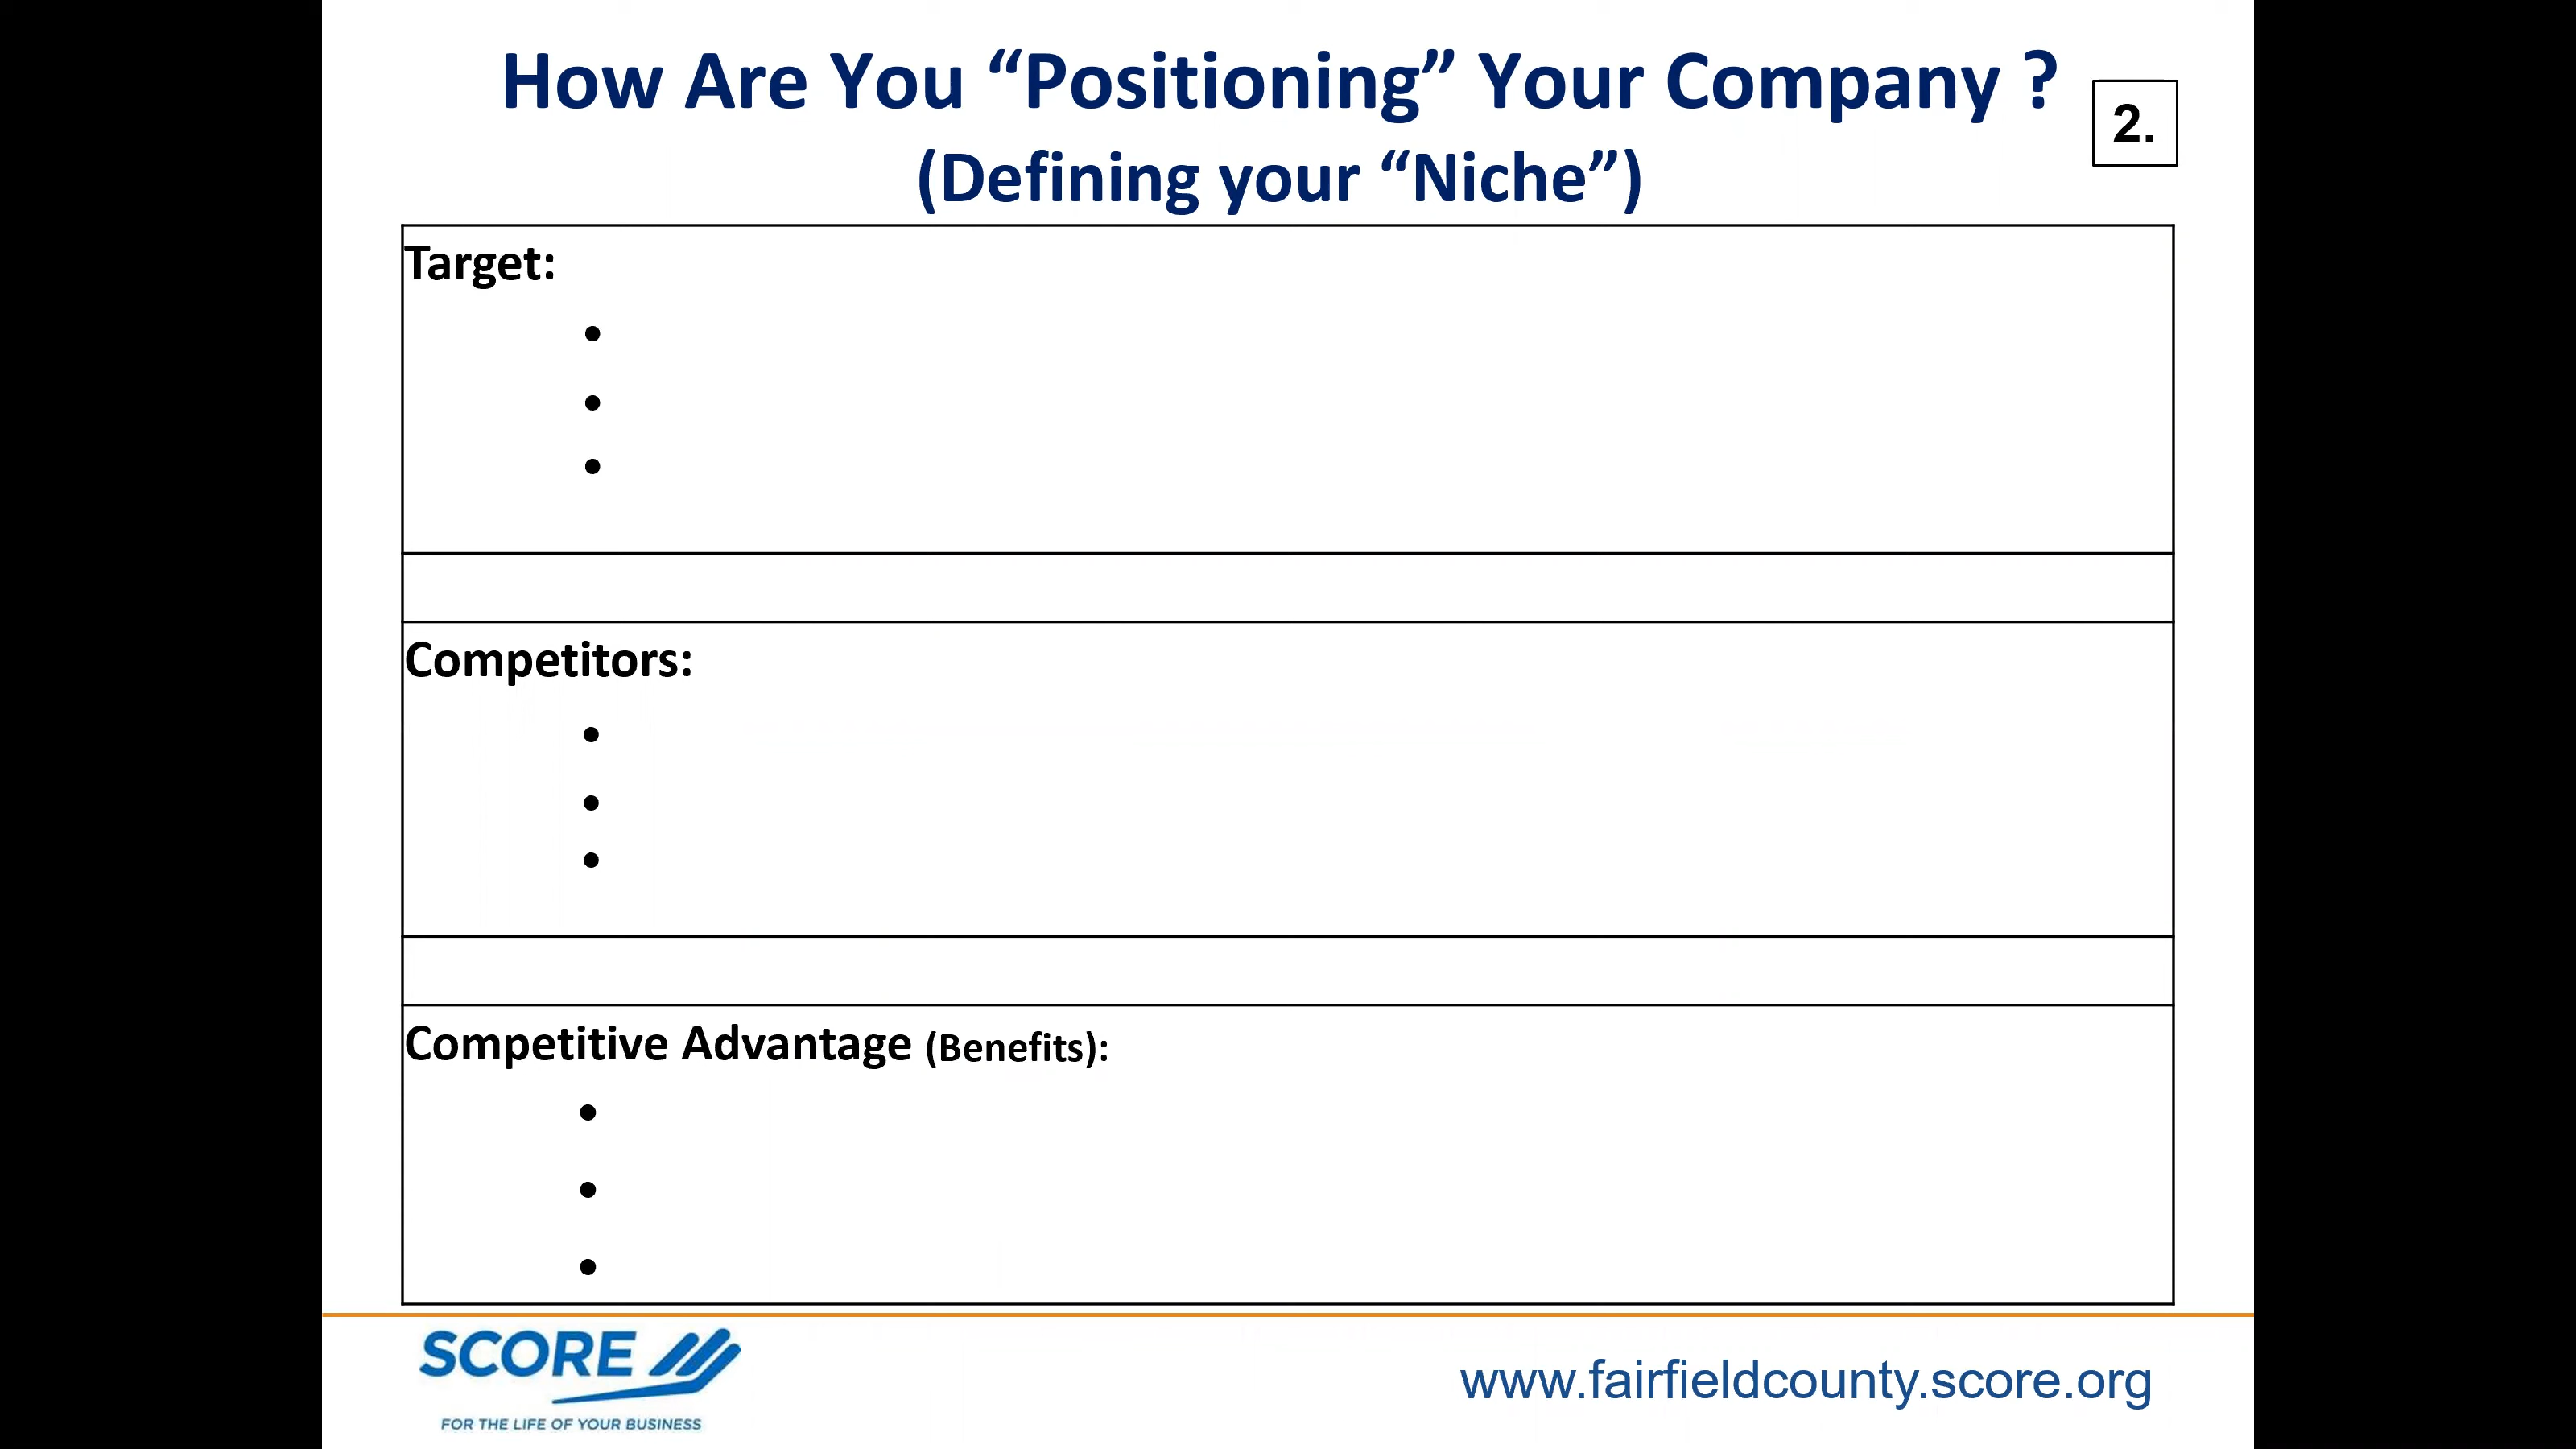 How Are You “Positioning” Your Company ?
(Defining your “Niche”)
2.
Target:
•
•
•
Competitors:
•
•
•
Competitive Advantage (Benefits):
•
•
•
SCORE
FOR THE LIFE OF YOUR BUSINESS
www.fairfieldcounty.score.org